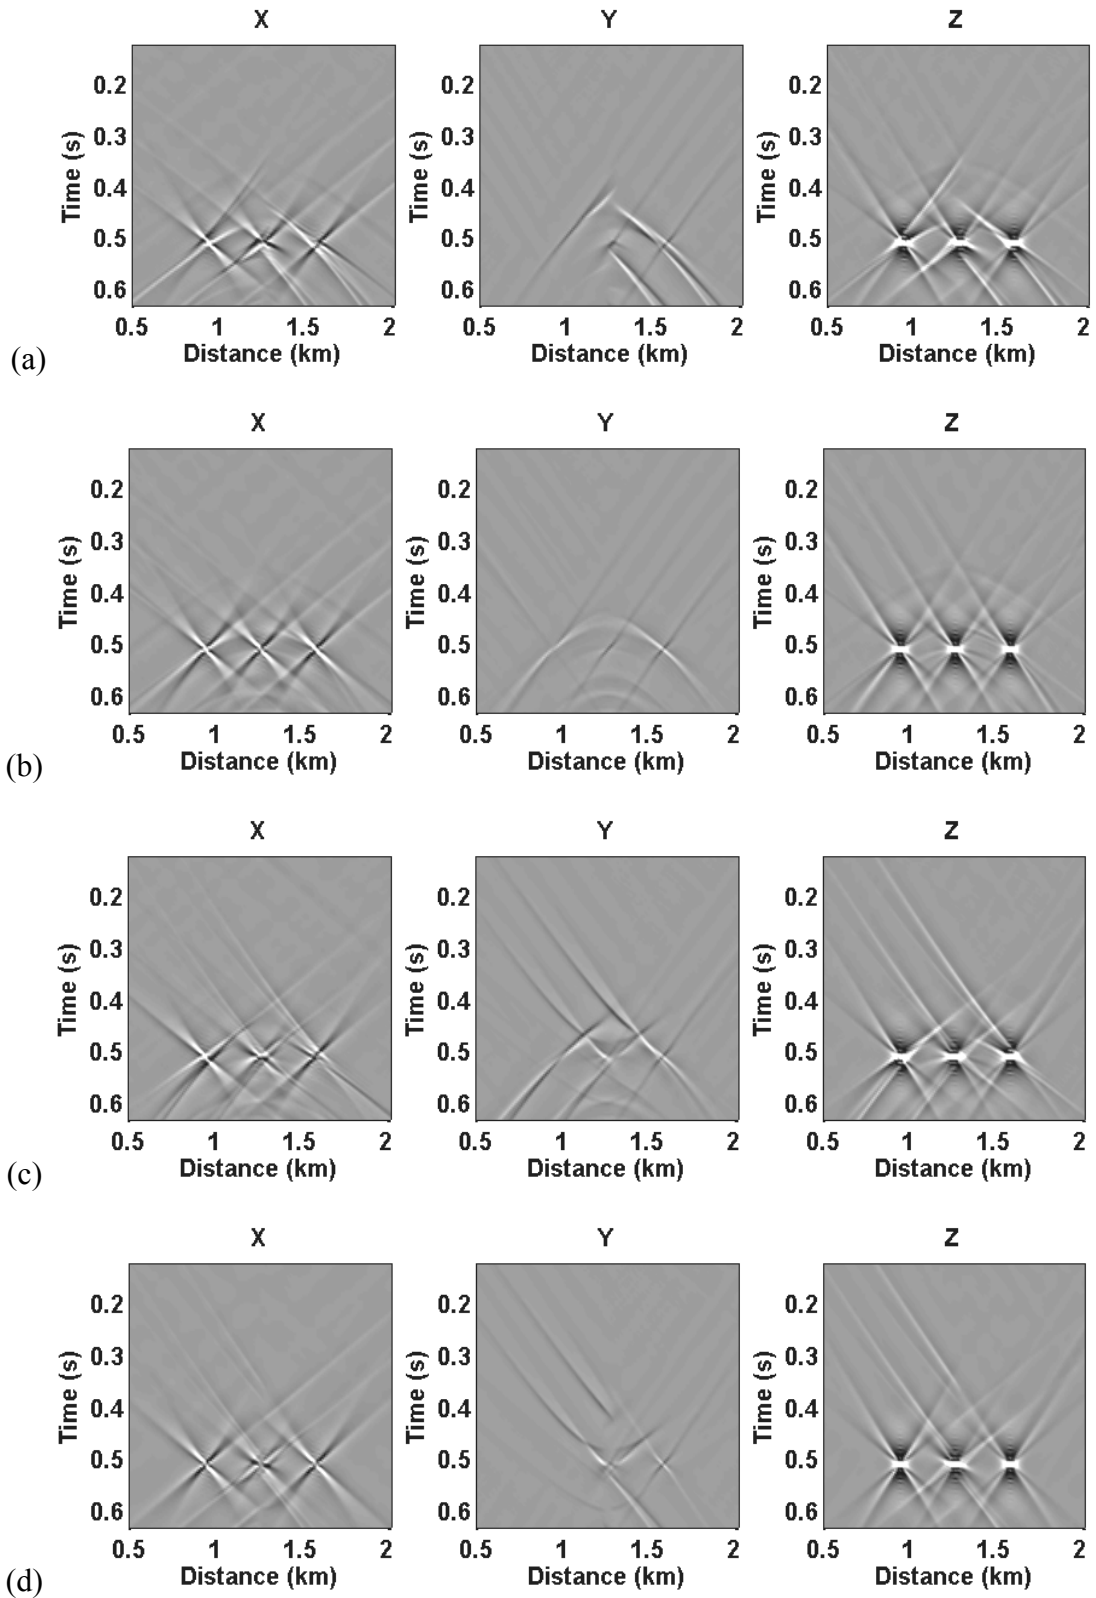 X Y Z
Time (s) 0.2 0.3 0.4 0.5 0.6 Time (s) 0.2 0.3 0.4 0.5 0.6 Time (s) 0.2 0.3 0.4 0.5 0.6
0.5 1 1.5 2 0.5 1 1.5 2 0.5 1 1.5 2
(a) Distance (km) Distance (km) Distance (km)
X Y Z
Time (s) 0.2 0.3 0.4 0.5 0.6 Time (s) 0.2 0.3 0.4 0.5 0.6 Time (s) 0.2 0.3 0.4 0.5 0.6
0.5 1 1.5 2 0.5 1 1.5 2 0.5 1 1.5 2
(b) Distance (km) Distance (km) Distance (km)
X Y Z
Time (s) 0.2 0.3 0.4 0.5 0.6 Time (s) 0.2 0.3 0.4 0.5 0.6 Time (s) 0.2 0.3 0.4 0.5 0.6
0.5 1 1.5 2 0.5 1 1.5 2 0.5 1 1.5 2
(c) Distance (km) Distance (km) Distance (km)
X Y Z
Time (s) 0.2 0.3 0.4 0.5 0.6 Time (s) 0.2 0.3 0.4 0.5 0.6 Time (s) 0.2 0.3 0.4 0.5 0.6
0.5 1 1.5 2 0.5 1 1.5 2 0.5 1 1.5 2
(d) Distance (km) Distance (km) Distance (km)